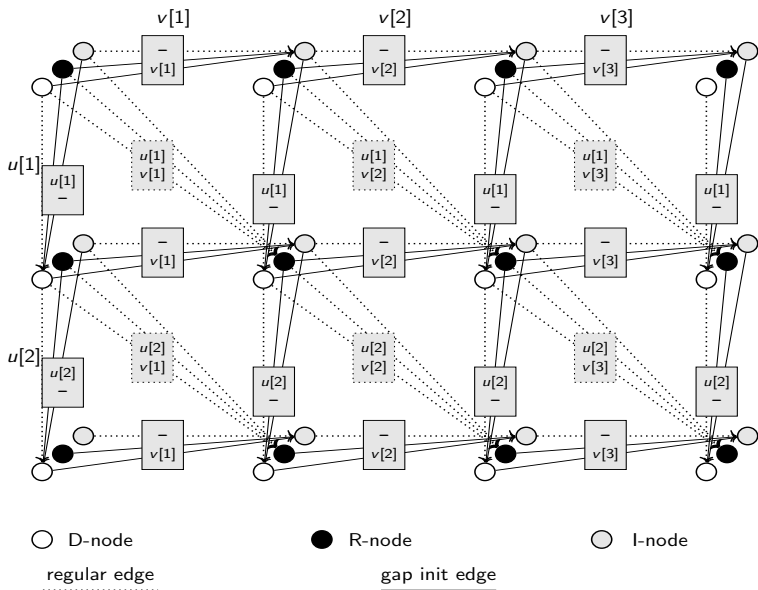 v[1] v[2] v[3]
– – –
v[1] v[2] v[3]
u[1] u[1] u[1]
v[1] v[2] v[3]
u[1]
u[1] u[1] u[1] u[1]
– – – –
– – –
v[1] v[2] v[3]
u[2] u[2] u[2]
v[1] v[2] v[3]
u[2]
u[2] u[2] u[2] u[2]
– – – –
– – –
v[1] v[2] v[3]
D-node R-node I-node
regular edge gap init edge